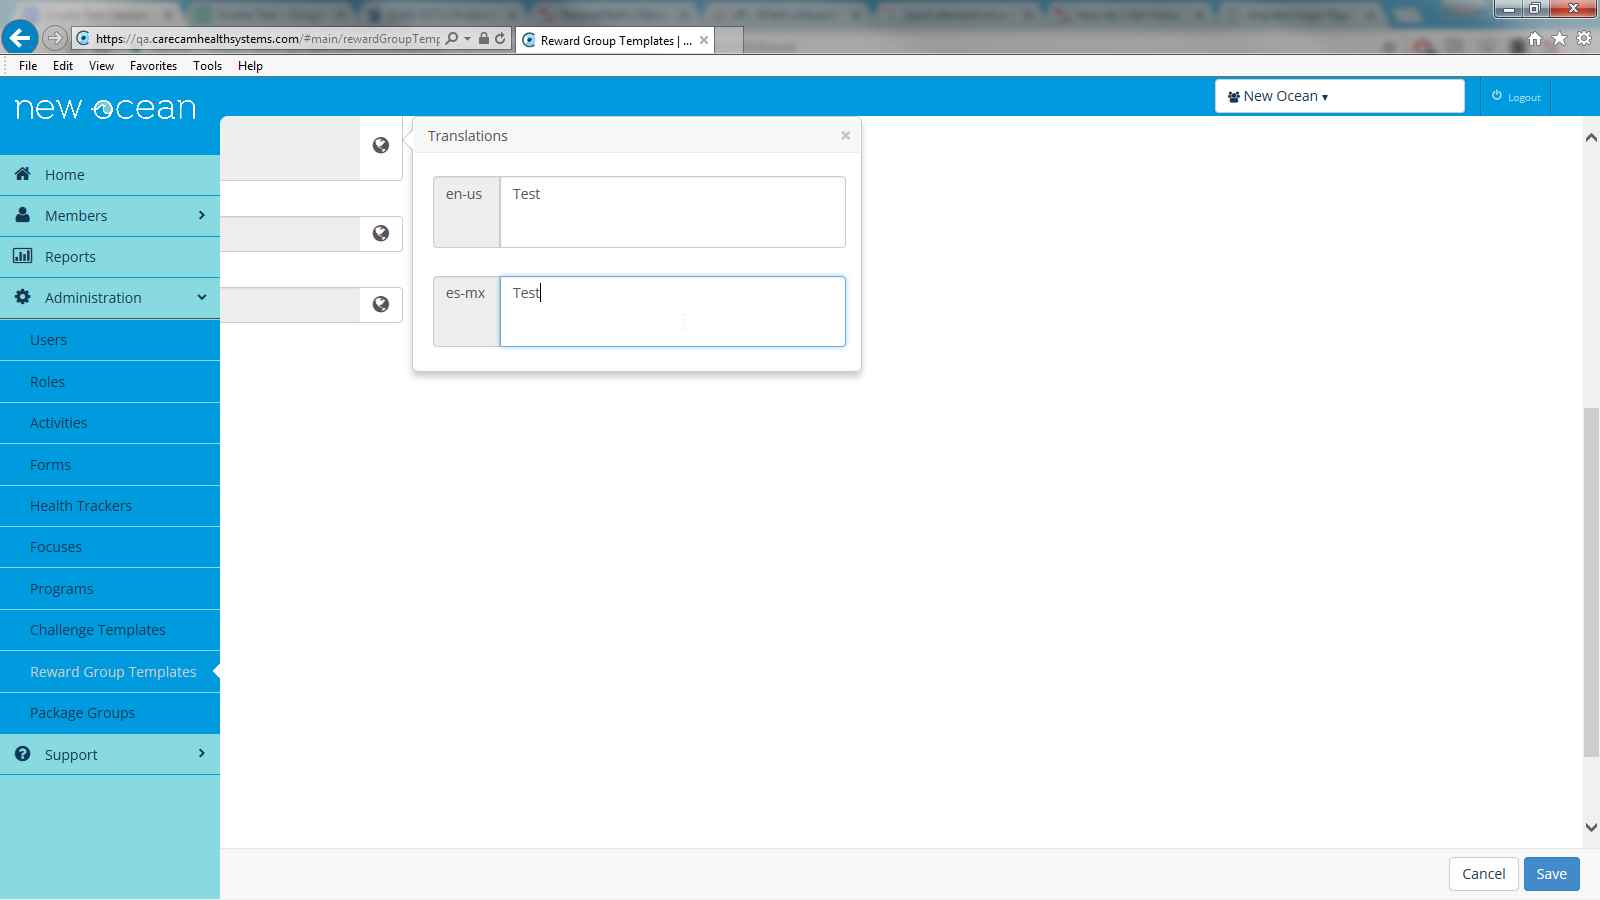 https://qa.carecamhealthsystems.com/#main/rewardGroupTemp
Reward Group Templates | ...
File Edit View Favorites Tools Help
new ocean
New Ocean
Logout
Home
Members
Reports
Administration
Users
Roles
Activities
Forms
Health Trackers
Focuses
Programs
Challenge Templates
Reward Group Templates
Package Groups
Support
Translations
en-us
Test
es-mx
Test
Cancel
Save